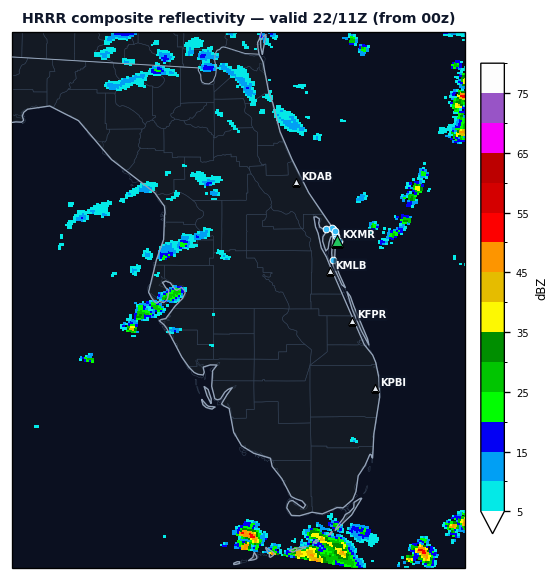 HRRR composite reflectivity — valid 22/11Z (from 00z)
KDAB
KXMR
KMLB
KFPR
KPBI
75
65
55
45
35
25
15
5
dBZ